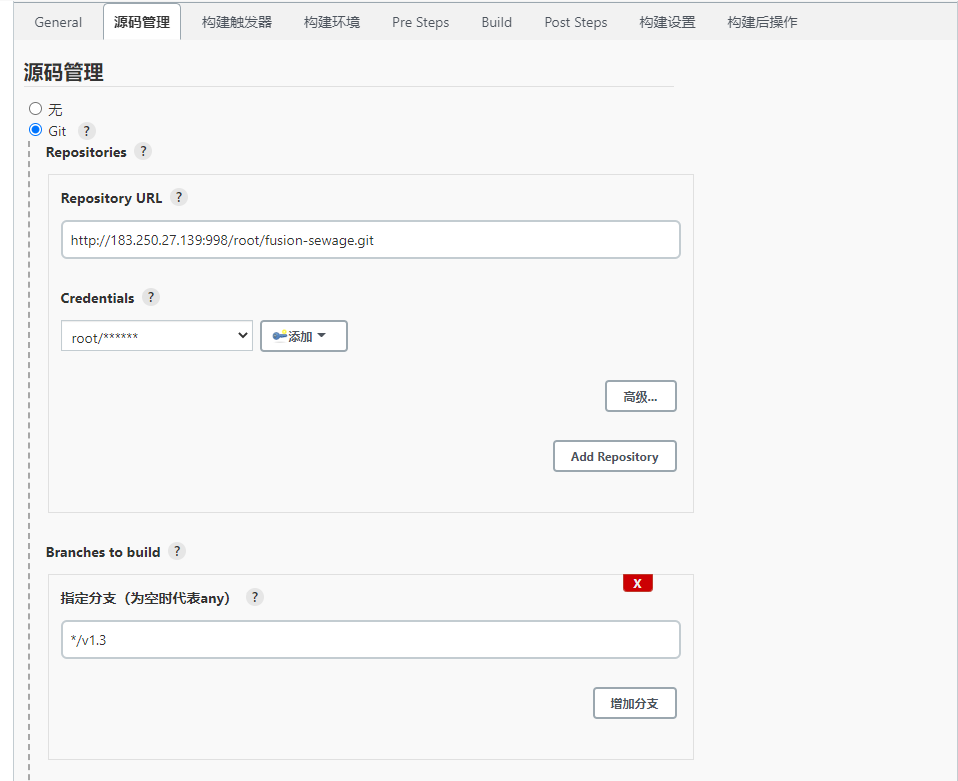 General 源码管理 构建触发器 构建环境 Pre Steps Build Post Steps 构建设置 构建后操作
源码管理
无
Git ?
Repositories ?
Repository URL ?
http://183.250.27.139:998/root/fusion-sewage.git
Credentials ?
root/****** 添加
高级...
Add Repository
Branches to build ?
X
指定分支（为空时代表any） ?
*/v1.3
增加分支